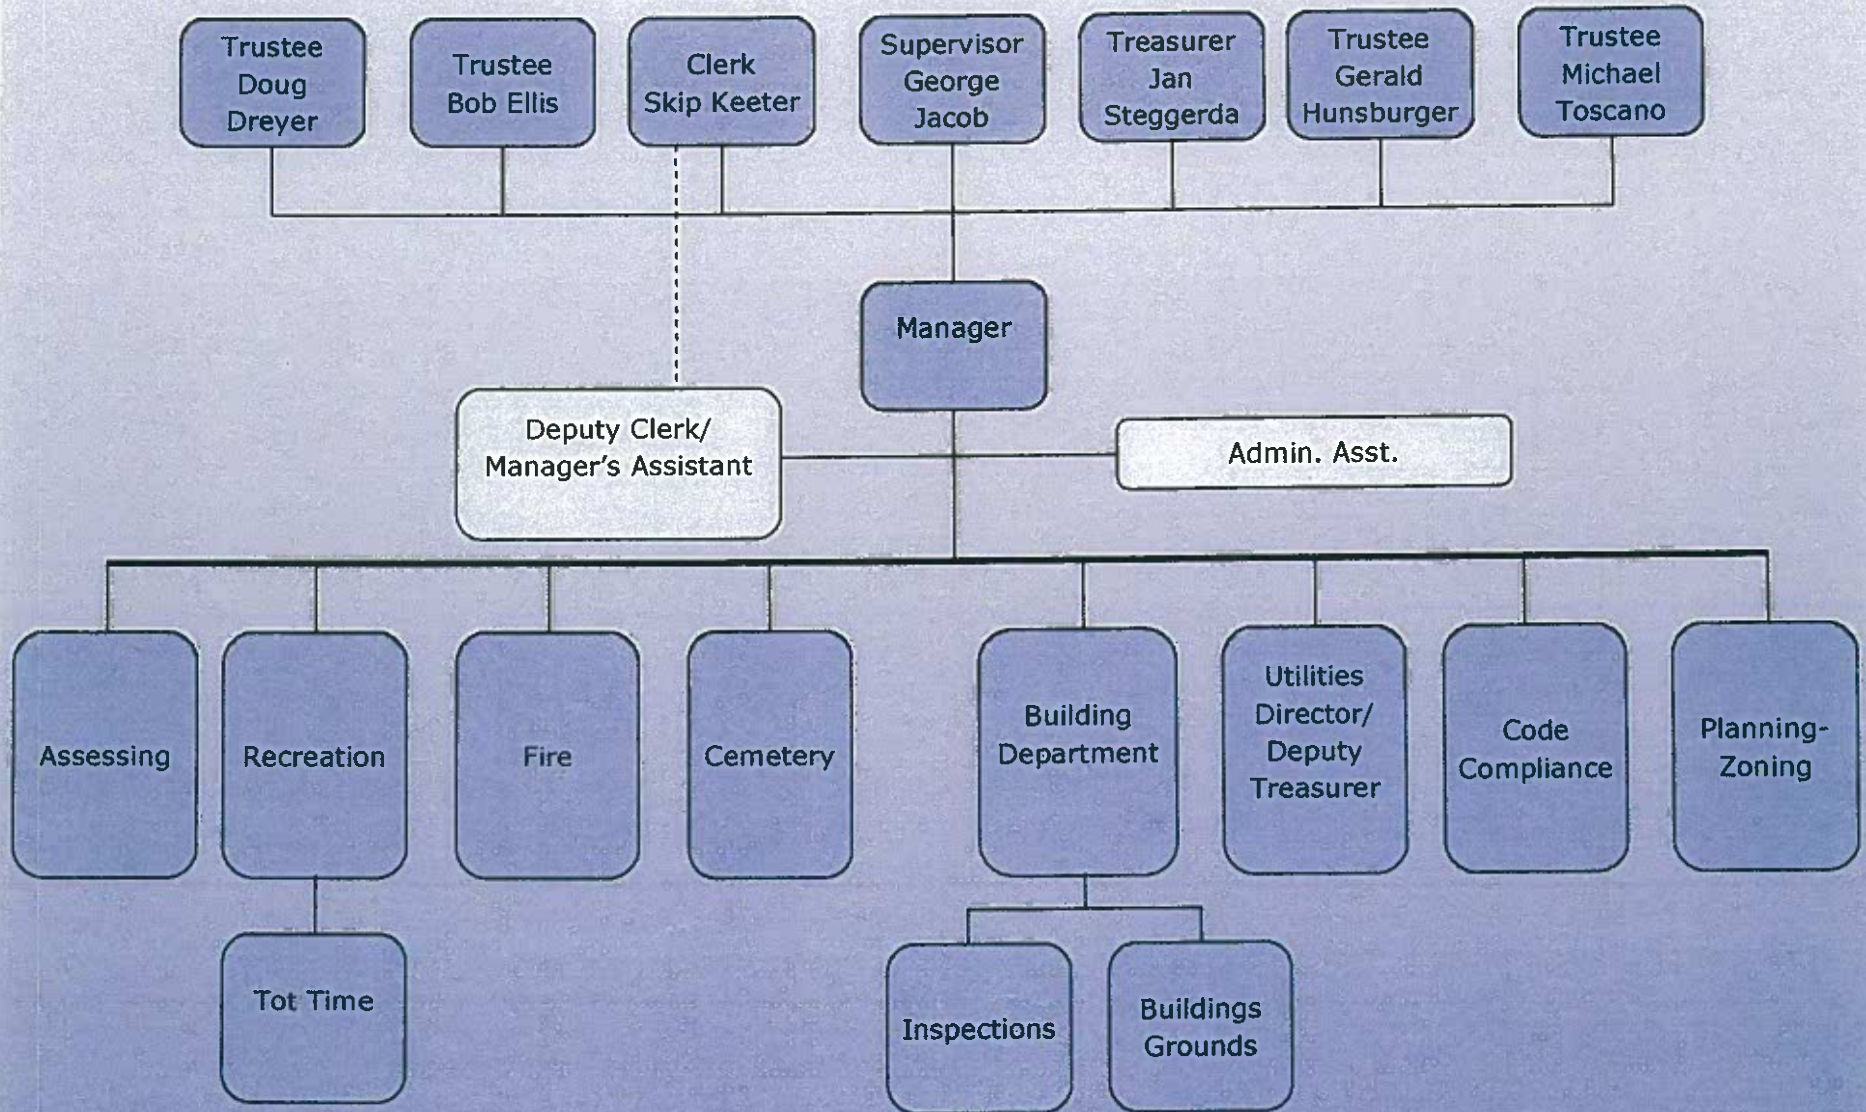 Trustee
Doug
Dreyer
Trustee
Bob Ellis
Clerk
Skip Keeter
Supervisor
George
Jacob
Treasurer
Jan
Steggerda
Trustee
Gerald
Hunsburger
Trustee
Michael
Toscano
Manager
Deputy Clerk/
Manager's Assistant
Admin. Asst.
Assessing
Recreation
Fire
Cemetery
Building
Department
Utilities
Director/
Deputy
Treasurer
Code
Compliance
Planning-
Zoning
Tot Time
Inspections
Buildings
Grounds